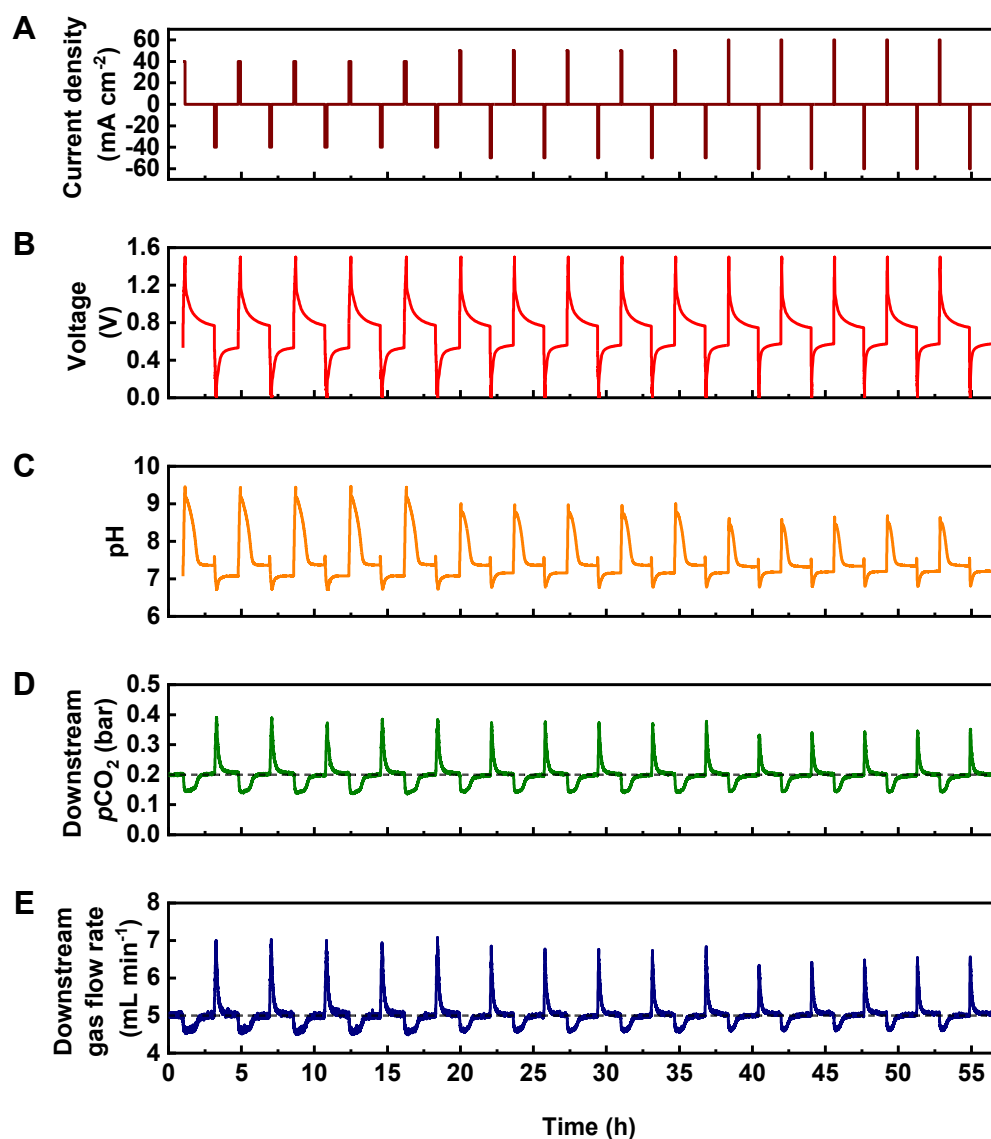 A
Current density
(mA cm⁻²)
60
40
20
0
-20
-40
-60
B
Voltage
(V)
1.6
1.2
0.8
0.4
0.0
C
pH
10
9
8
7
6
D
Downstream
pCO₂ (bar)
0.5
0.4
0.3
0.2
0.1
0.0
E
Downstream
gas flow rate
(mL min⁻¹)
8
7
6
5
4
0 5 10 15 20 25 30 35 40 45 50 55
Time (h)